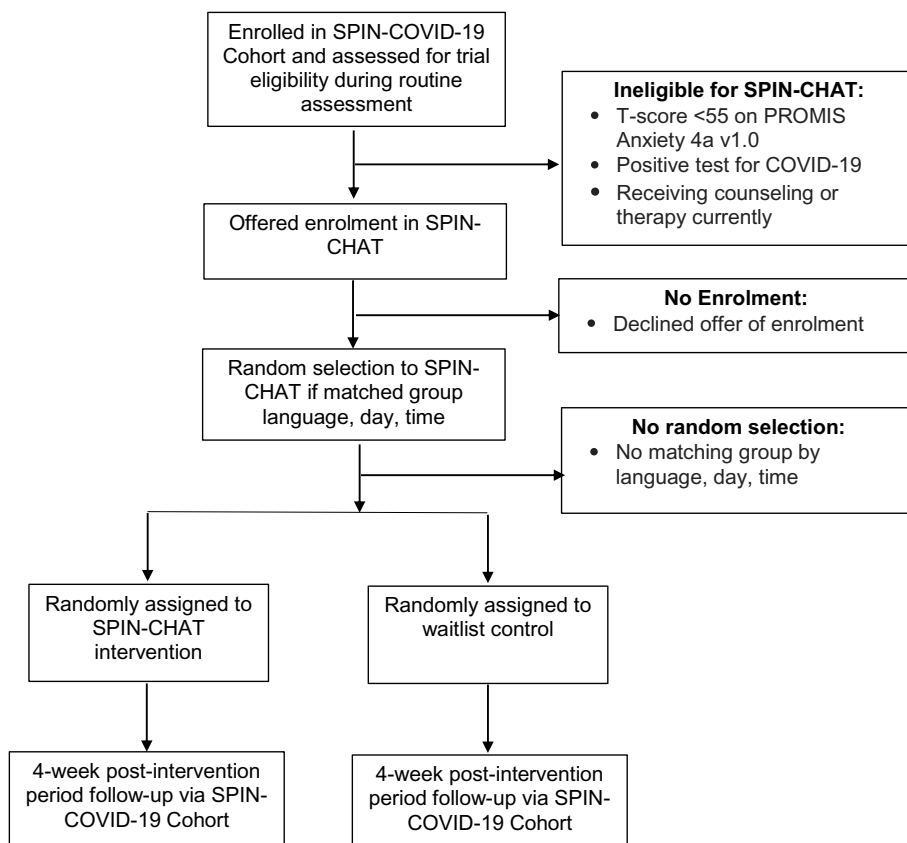 Enrolled in SPIN-COVID-19
Cohort and assessed for trial
eligibility during routine
assessment
Ineligible for SPIN-CHAT:
• T-score <55 on PROMIS
Anxiety 4a v1.0
• Positive test for COVID-19
• Receiving counseling or
therapy currently
Offered enrolment in SPIN-
CHAT
No Enrolment:
• Declined offer of enrolment
Random selection to SPIN-
CHAT if matched group
language, day, time
No random selection:
• No matching group by
language, day, time
Randomly assigned to
SPIN-CHAT
intervention
Randomly assigned to
waitlist control
4-week post-intervention
period follow-up via SPIN-
COVID-19 Cohort
4-week post-intervention
period follow-up via SPIN-
COVID-19 Cohort